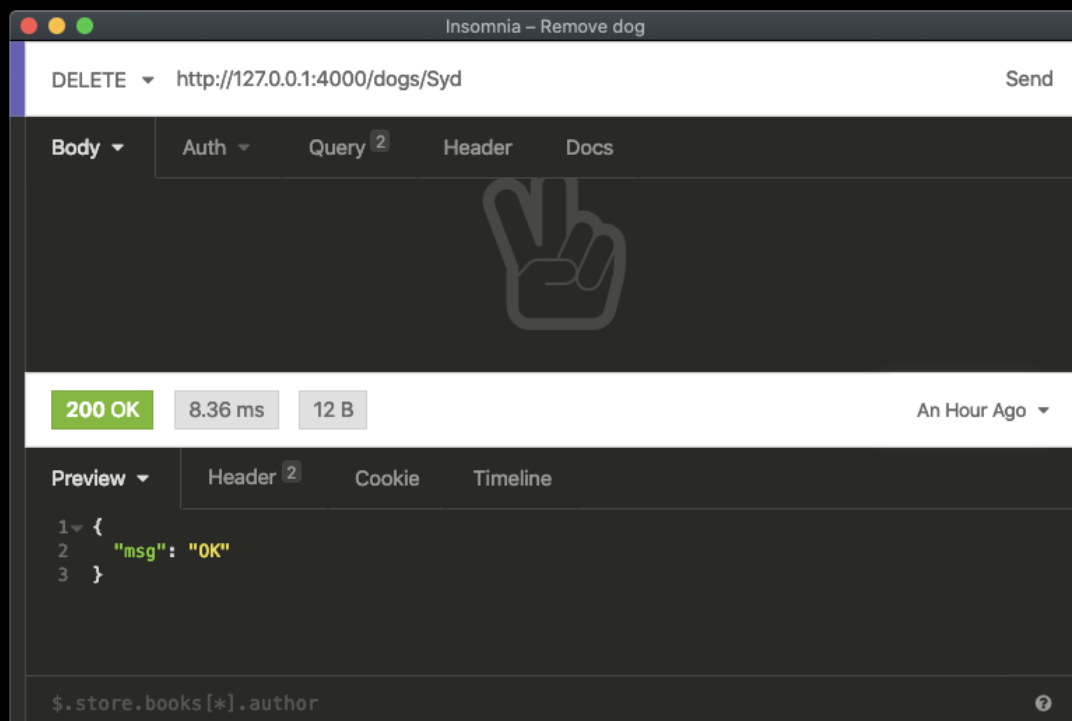 Insomnia – Remove dog
DELETE http://127.0.0.1:4000/dogs/Syd Send
Body Auth Query 2 Header Docs
200 OK 8.36 ms 12 B An Hour Ago
Preview Header 2 Cookie Timeline
1 {
2 "msg": "OK"
3 }
$.store.books[*].author ?